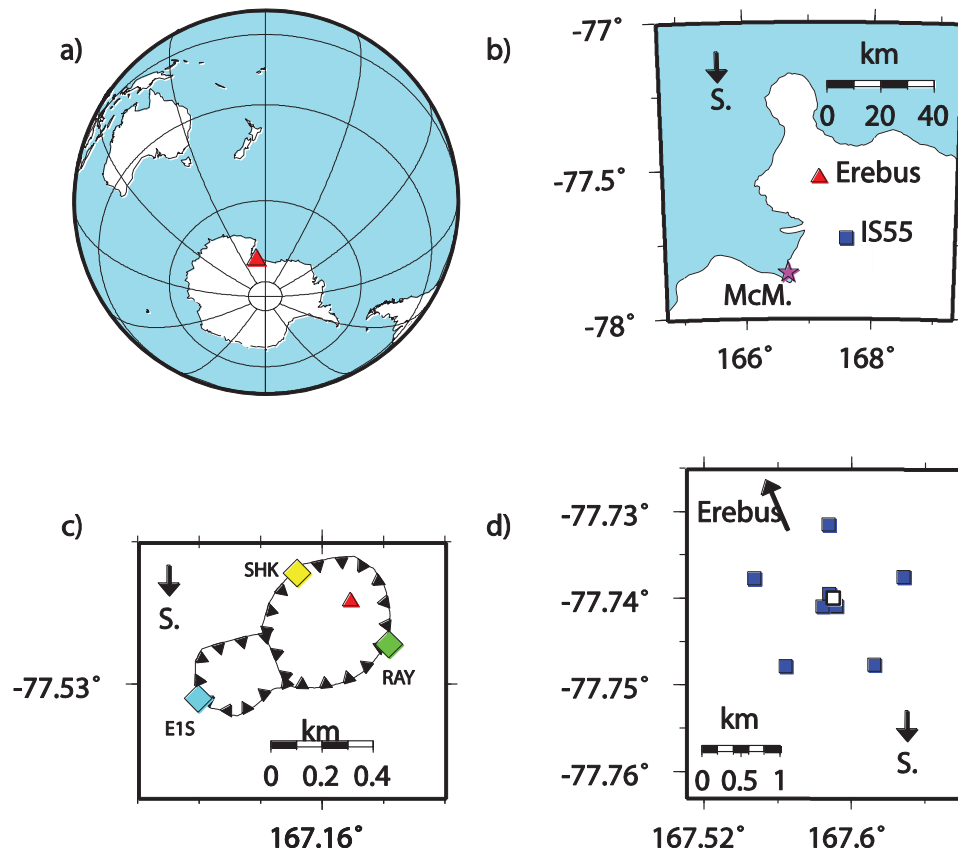 a)
b)
-77°
-77.5°
-78°
S.
km
0 20 40
Erebus
IS55
McM.
166° 168°
c)
-77.53°
SHK
S.
RAY
E1S
km
0 0.2 0.4
167.16°
d)
-77.73°
-77.74°
-77.75°
-77.76°
Erebus
km
0 0.5 1
S.
167.52° 167.6°